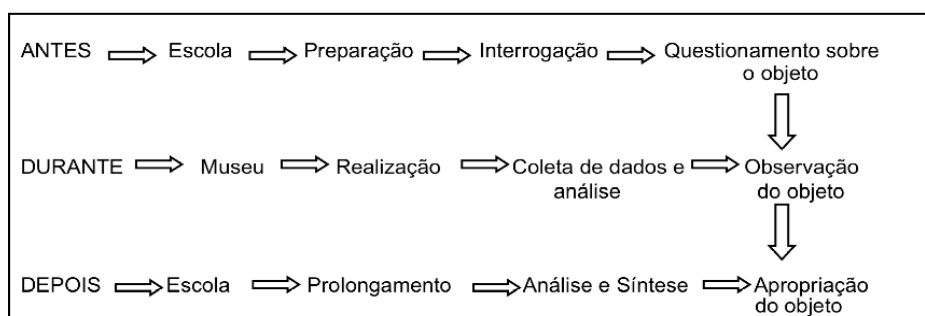 ANTES Escola Preparação Interrogação Questionamento sobre
o objeto
DURANTE Museu Realização Coleta de dados e Observação
análise do objeto
DEPOIS Escola Prolongamento Análise e Síntese Apropriação
do objeto